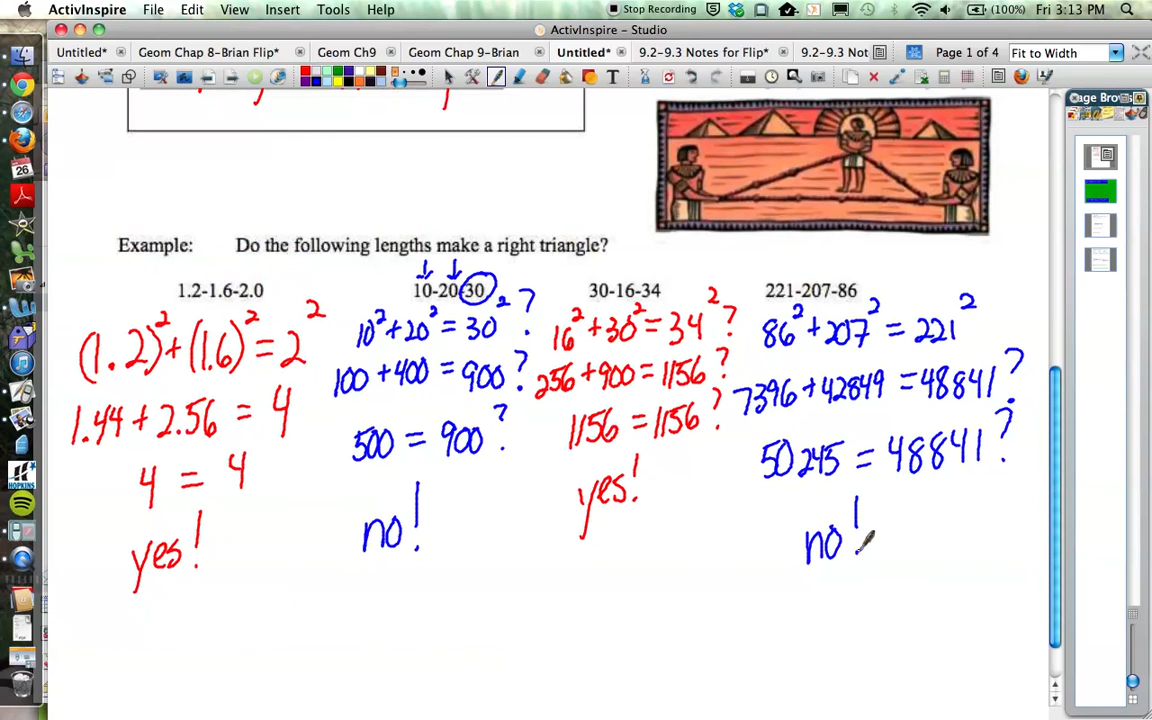 ActivInspire File Edit View Insert Tools Help Stop Recording (100%) Fri 3:13 PM
ActivInspire – Studio
Untitled* Geom Chap 8–Brian Flip* Geom Ch9 Geom Chap 9–Brian Untitled* 9.2–9.3 Notes for Flip* 9.2–9.3 Not Page 1 of 4 Fit to Width
Example: Do the following lengths make a right triangle?
1.2-1.6-2.0 10-20-30 30-16-34 221-207-86
(1.2)²+(1.6)²=2² 10²+20²=30²? 16²+30²=34²? 86²+207²=221²
1.44+2.56=4 100+400=900? 256+900=1156? 7396+42849=48841?
4=4 500=900? 1156=1156? 50245=48841?
yes! no! yes! no!